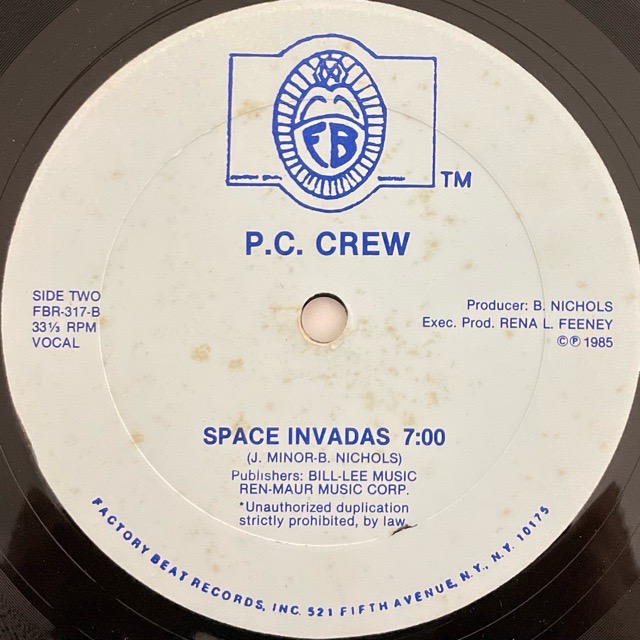 FB
TM
P.C. CREW
SIDE TWO
FBR-317-B
33⅓ RPM
VOCAL
Producer: B. NICHOLS
Exec. Prod. RENA L. FEENEY
©℗ 1985
SPACE INVADAS 7:00
(J. MINOR-B. NICHOLS)
Publishers: BILL-LEE MUSIC
REN-MAUR MUSIC CORP.
*Unauthorized duplication
strictly prohibited, by law.
FACTORY BEAT RECORDS, INC. 521 FIFTH AVENUE, N.Y., N.Y. 10175